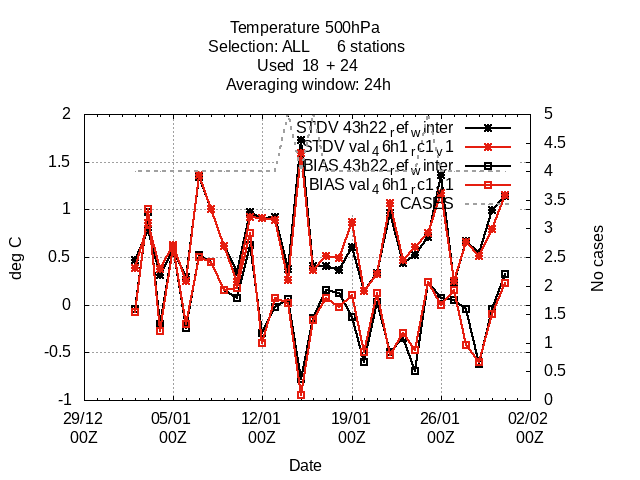 Temperature 500hPa
Selection: ALL 6 stations
Used 18 + 24
Averaging window: 24h
STDV 43h22_ref_winter
STDV val_46h1_rc1_v1
BIAS 43h22_ref_winter
CASES
2
1.5
1
0.5
0
-0.5
-1
deg C
5
4.5
4
3.5
3
2.5
2
1.5
1
0.5
0
No cases
29/12 05/01 12/01 19/01 26/01 02/02
00Z 00Z 00Z 00Z 00Z 00Z
Date